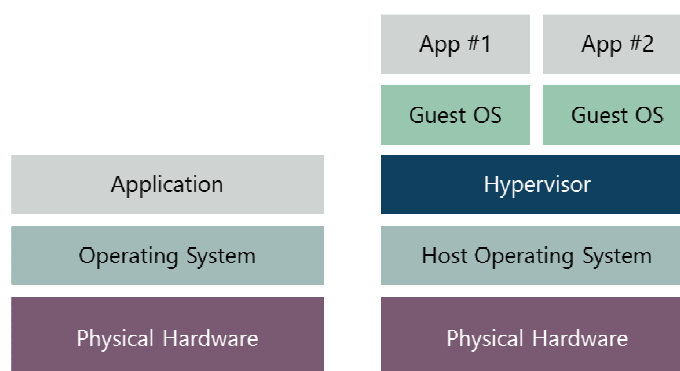 App #1
App #2
Guest OS
Guest OS
Application
Hypervisor
Operating System
Host Operating System
Physical Hardware
Physical Hardware